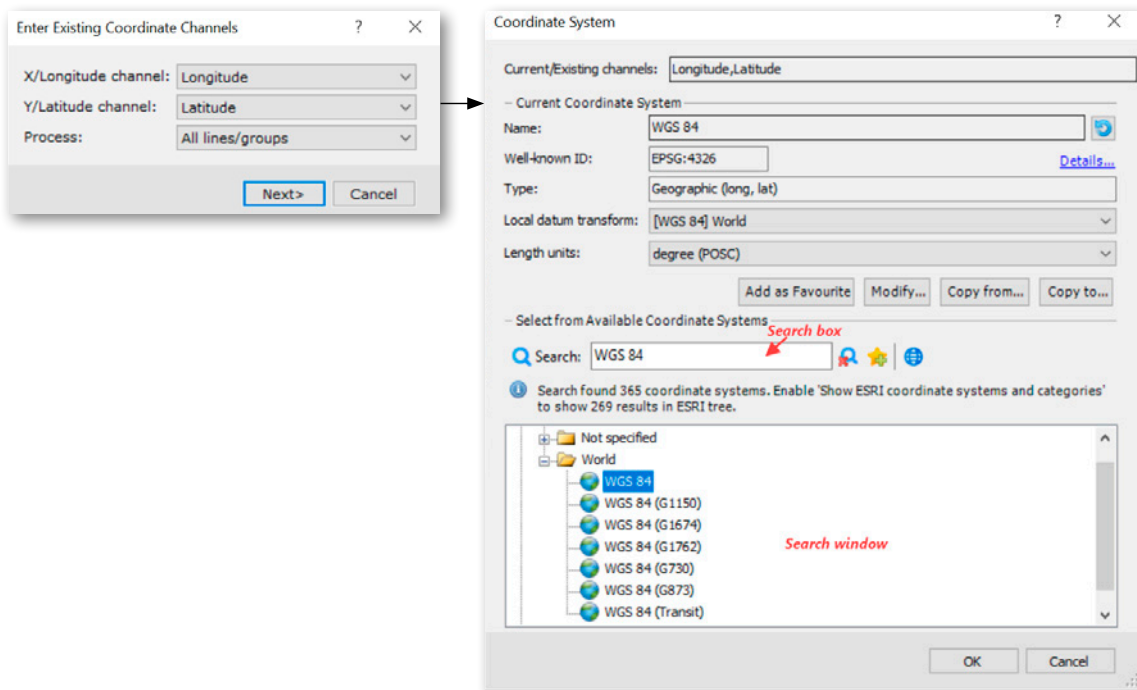 Enter Existing Coordinate Channels ? ×
X/Longitude channel: Longitude
Y/Latitude channel: Latitude
Process: All lines/groups
Next> Cancel
Coordinate System ? ×
Current/Existing channels: Longitude,Latitude
Current Coordinate System
Name: WGS 84
Well-known ID: EPSG:4326 Details...
Type: Geographic (long, lat)
Local datum transform: [WGS 84] World
Length units: degree (POSC)
Add as Favourite Modify... Copy from... Copy to...
Select from Available Coordinate Systems
Search box
Search: WGS 84
Search found 365 coordinate systems. Enable 'Show ESRI coordinate systems and categories'
to show 269 results in ESRI tree.
Not specified
World
WGS 84
WGS 84 (G1150)
WGS 84 (G1674)
WGS 84 (G1762)
Search window
WGS 84 (G730)
WGS 84 (G873)
WGS 84 (Transit)
OK Cancel